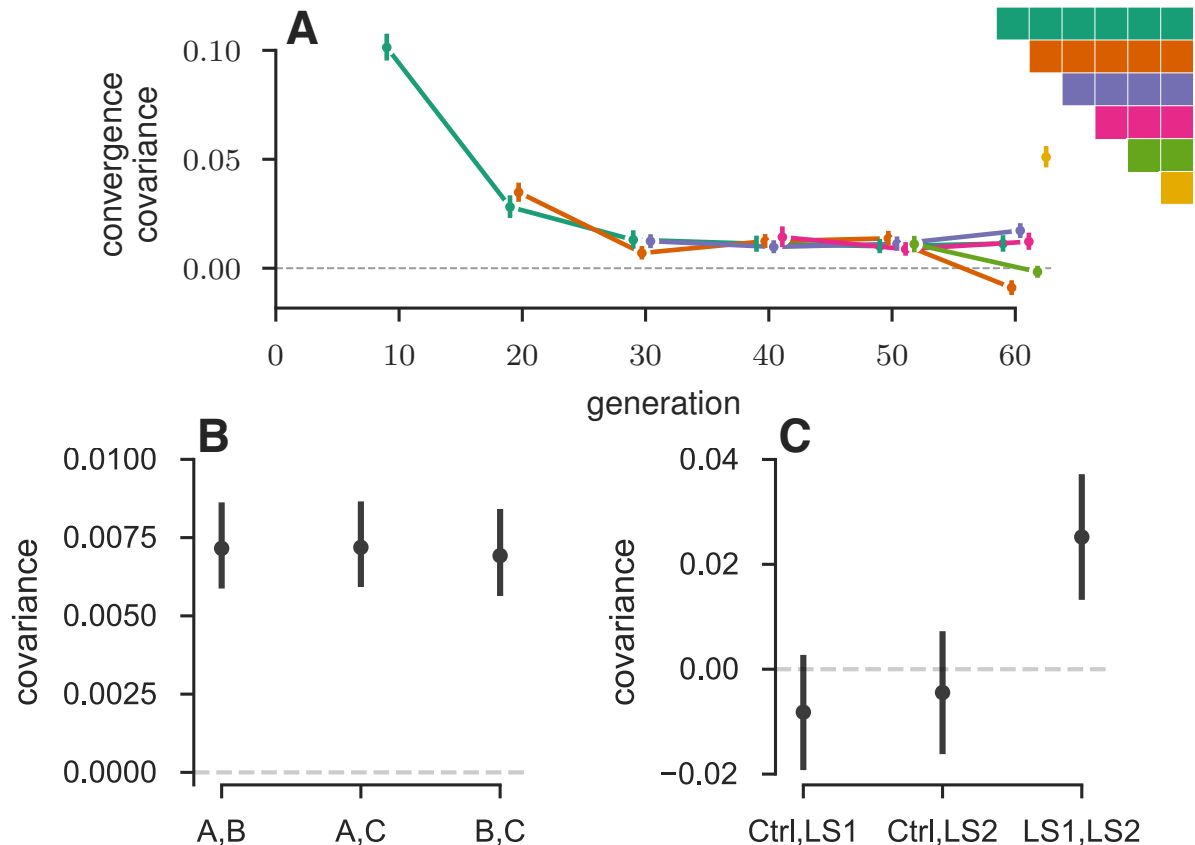 A
0.10
0.05
0.00
convergence
covariance
0 10 20 30 40 50 60
generation
B
0.0100
0.0075
0.0050
0.0025
0.0000
covariance
A,B A,C B,C
C
0.04
0.02
0.00
−0.02
covariance
Ctrl,LS1 Ctrl,LS2 LS1,LS2